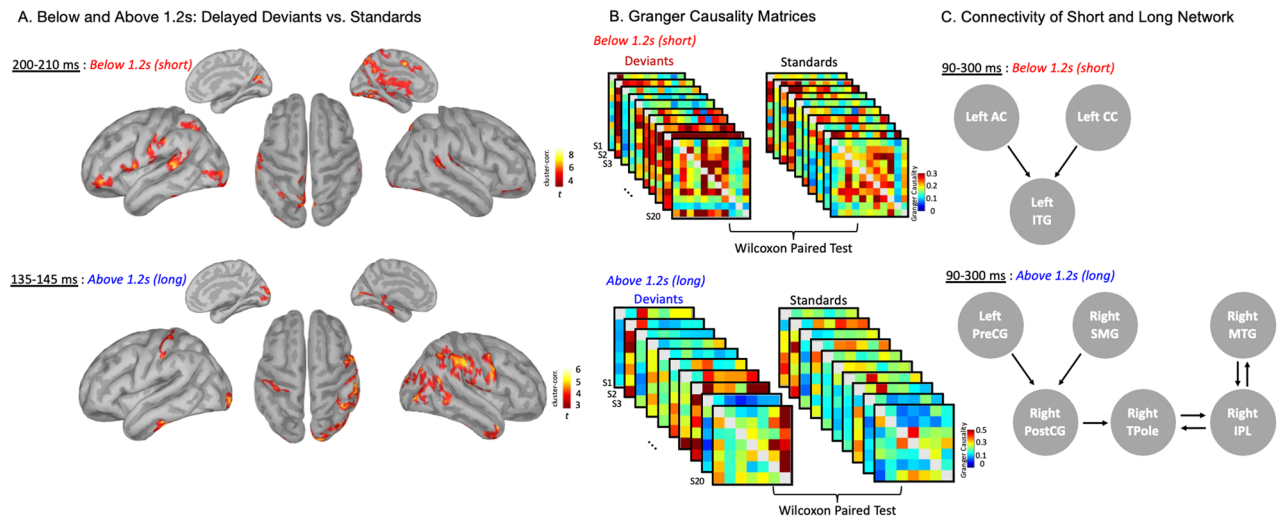 A. Below and Above 1.2s: Delayed Deviants vs. Standards
200-210 ms : Below 1.2s (short)
8
6
4
cluster-corr.
t
135-145 ms : Above 1.2s (long)
6
5
4
3
cluster-corr.
t
B. Granger Causality Matrices
Below 1.2s (short)
Deviants
Standards
S1
S2
S3
...
S20
0.3
0.2
0.1
0
Granger Causality
Wilcoxon Paired Test
Above 1.2s (long)
Deviants
Standards
S1
S2
S3
...
S20
0.5
0.3
0.1
0
Granger Causality
Wilcoxon Paired Test
C. Connectivity of Short and Long Network
90-300 ms : Below 1.2s (short)
Left AC
Left CC
Left
ITG
90-300 ms : Above 1.2s (long)
Left
PreCG
Right
SMG
Right
MTG
Right
PostCG
Right
TPole
Right
IPL